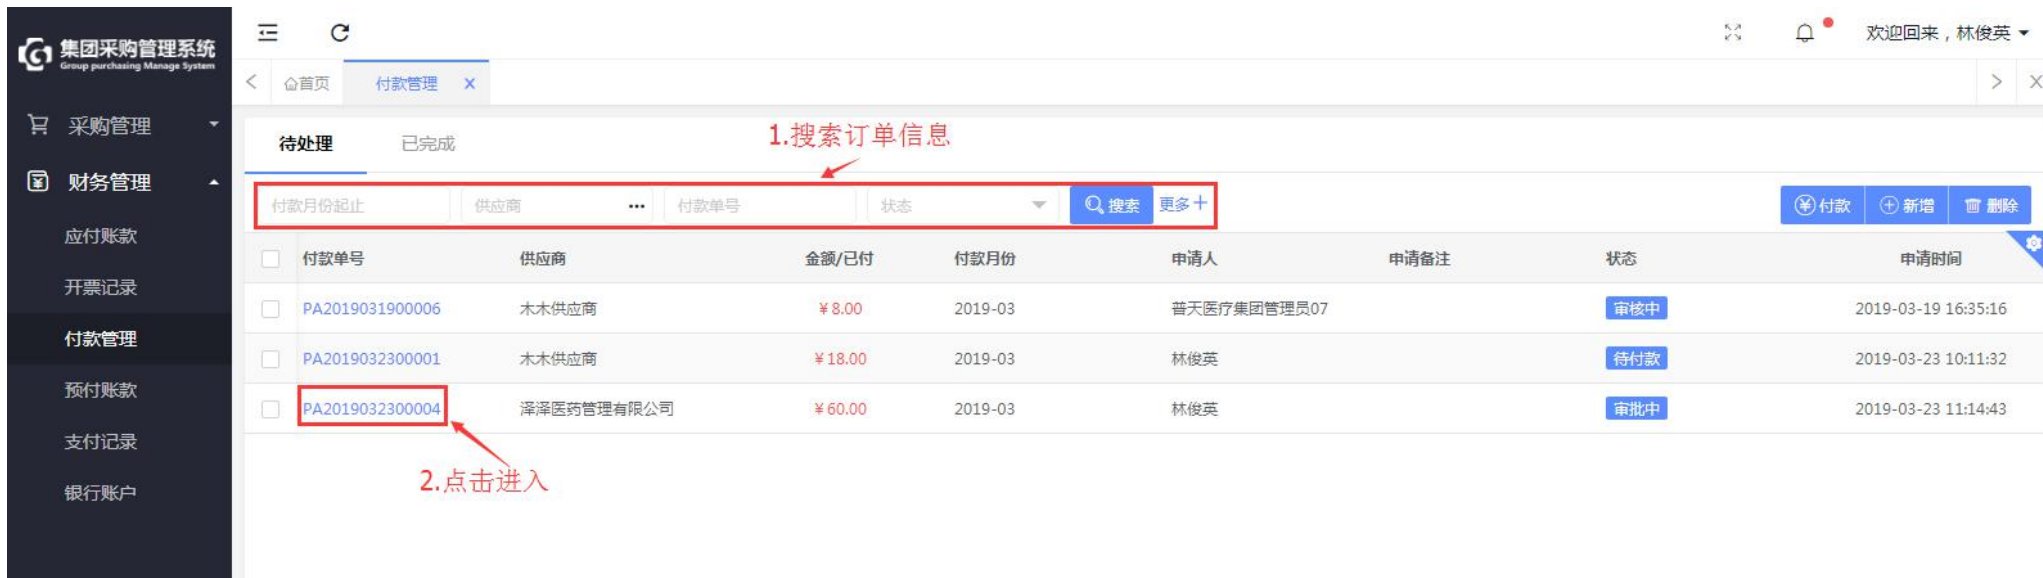 集团采购管理系统
Group purchasing Manage System
欢迎回来，林俊英
首页 付款管理 X
采购管理
财务管理
应付账款
开票记录
付款管理
预付账款
支付记录
银行账户
待处理 已完成
1.搜索订单信息
付款月份起止 供应商 ••• 付款单号 状态 搜索 更多+
付款 新增 删除
付款单号 供应商 金额/已付 付款月份 申请人 申请备注 状态 申请时间
PA2019031900006 木木供应商 ¥8.00 2019-03 普天医疗集团管理员07 审核中 2019-03-19 16:35:16
PA2019032300001 木木供应商 ¥18.00 2019-03 林俊英 待付款 2019-03-23 10:11:32
PA2019032300004 泽泽医药管理有限公司 ¥60.00 2019-03 林俊英 审批中 2019-03-23 11:14:43
2.点击进入